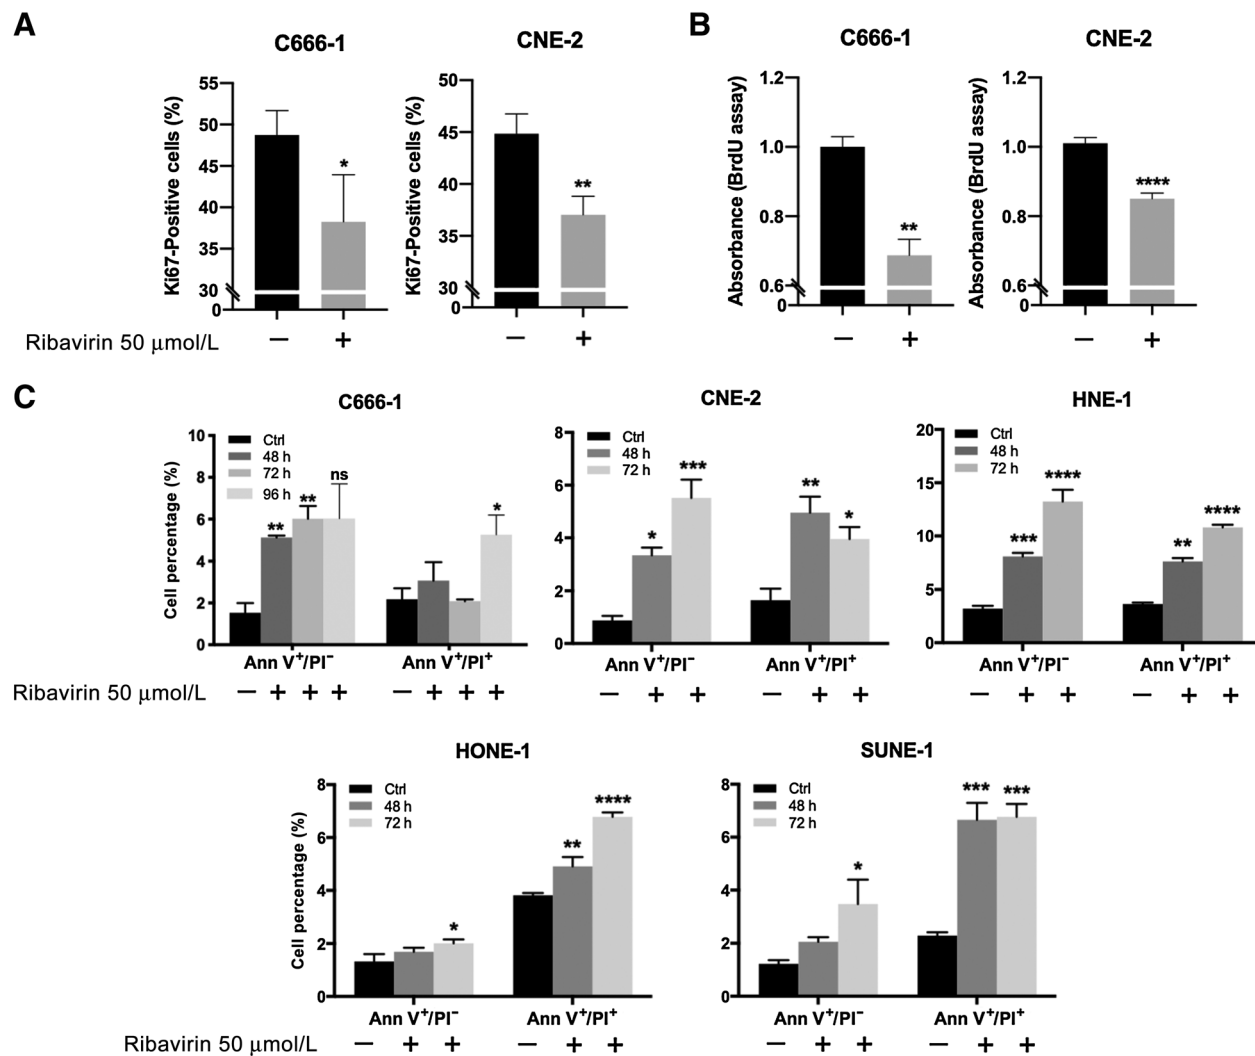 A
B
C666-1
CNE-2
C666-1
CNE-2
Ki67-Positive cells (%)
55
50
45
40
35
30
0
*
Ki67-Positive cells (%)
50
45
40
35
30
0
**
Absorbance (BrdU assay)
1.2
1.0
0.8
0.6
0
**
Absorbance (BrdU assay)
1.2
1.0
0.8
0.6
0
****
Ribavirin 50 μmol/L − + − + − + − +
C
C666-1
Cell percentage (%)
10
8
6
4
2
0
Ctrl
48 h
72 h
96 h
** ** ns *
Ann V+/PI− Ann V+/PI+
CNE-2
8
6
4
2
0
Ctrl
48 h
72 h
* *** ** *
Ann V+/PI− Ann V+/PI+
HNE-1
20
15
10
5
0
Ctrl
48 h
72 h
*** **** ** ****
Ann V+/PI− Ann V+/PI+
Ribavirin 50 μmol/L − + + + − + + + − + + − + + − + + − + +
HONE-1
Cell percentage (%)
8
6
4
2
0
Ctrl
48 h
72 h
* ** ****
Ann V+/PI− Ann V+/PI+
SUNE-1
8
6
4
2
0
Ctrl
48 h
72 h
* *** ***
Ann V+/PI− Ann V+/PI+
Ribavirin 50 μmol/L − + + − + + − + + − + +